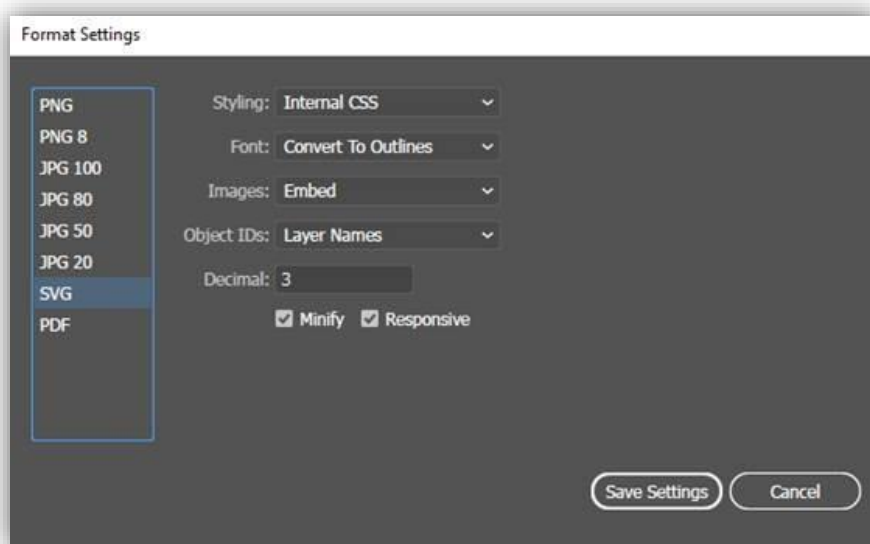 Format Settings
PNG
PNG 8
JPG 100
JPG 80
JPG 50
JPG 20
SVG
PDF
Styling: Internal CSS
Font: Convert To Outlines
Images: Embed
Object IDs: Layer Names
Decimal: 3
Minify Responsive
Save Settings Cancel